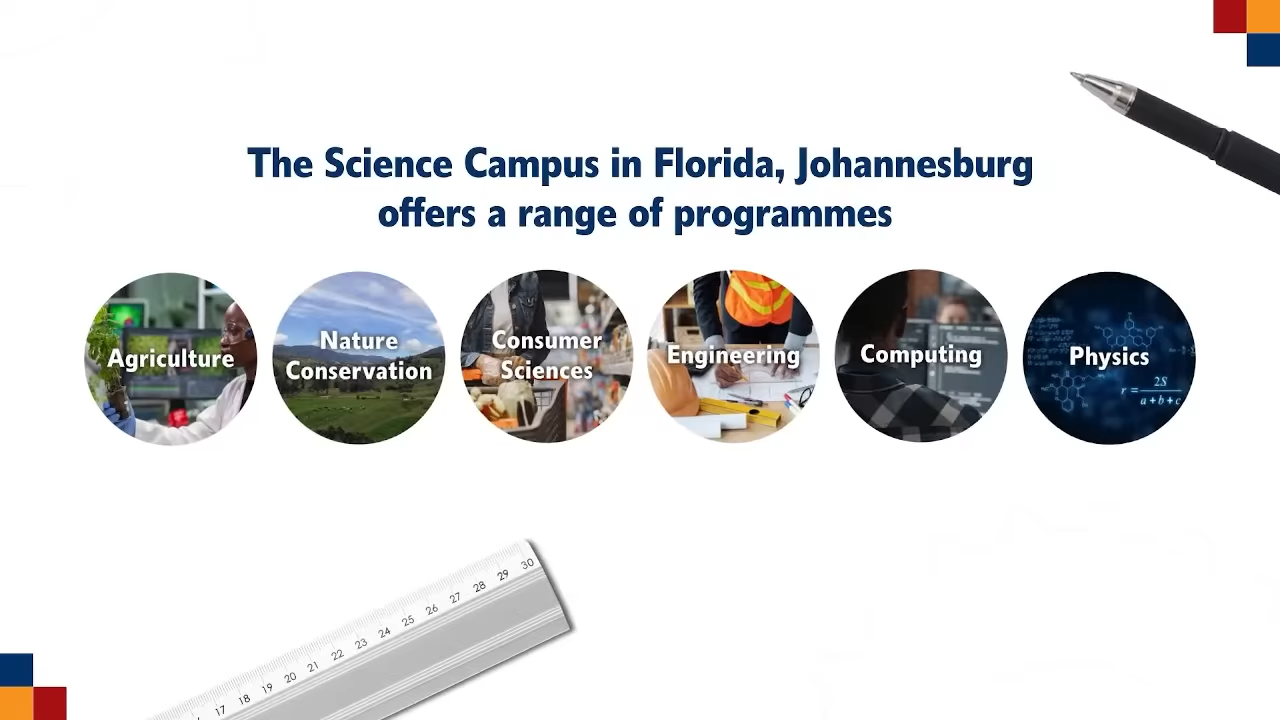 The Science Campus in Florida, Johannesburg
offers a range of programmes
Agriculture
Nature
Conservation
Consumer
Sciences
Engineering
Computing
Physics
r = 2S
a+b+c
30
29
28
27
26
25
24
23
22
21
20
19
18
17